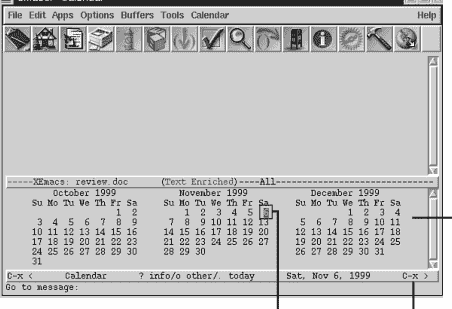 File Edit Apps Options Buffers Tools Calendar Help
-----XEmacs: review.doc (Text Enriched)----All----
October 1999 November 1999 December 1999
Su Mo Tu We Th Fr Sa Su Mo Tu We Th Fr Sa Su Mo Tu We Th Fr Sa
1 2 1 2 3 4 5 1 2 3 4
3 4 5 6 7 8 9 7 8 9 10 11 12 13 5 6 7 8 9 10 11
10 11 12 13 14 15 16 14 15 16 17 18 19 20 12 13 14 15 16 17 18
17 18 19 20 21 22 23 21 22 23 24 25 26 27 19 20 21 22 23 24 25
24 25 26 27 28 29 30 28 29 30 26 27 28 29 30 31
31
C-x < Calendar ? info/o other/. today Sat, Nov 6, 1999 C-x >
Go to message: